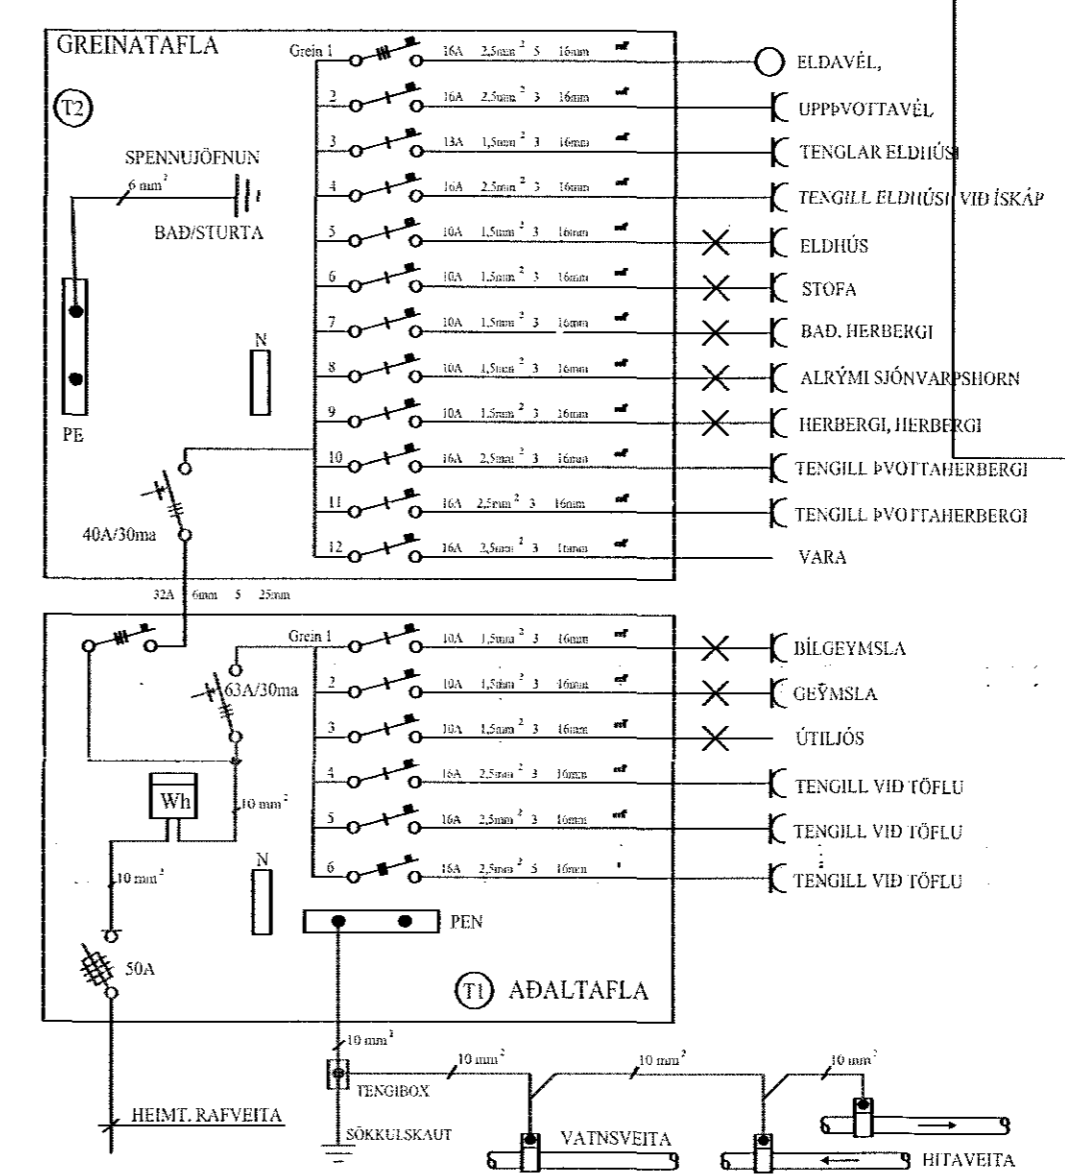 GREINATAFLA
T2
SPENNUJÖFNUN
6 mm²
BAÐ/STURTA
PE
N
40A/30ma
Grein 1 16A 2,5mm² 5 16mm ELDAVÉL,
2 16A 2,5mm² 3 16mm UPPÞVOTTAVÉL
3 13A 1,5mm² 3 16mm TENGLAR ELDHÚSI
4 16A 2,5mm² 3 16mm TENGILL ELDHÚSI VIÐ ÍSKÁP
5 10A 1,5mm² 3 16mm ELDHÚS
6 10A 1,5mm² 3 16mm STOFA
7 10A 1,5mm² 3 16mm BAÐ, HERBERGI
8 10A 1,5mm² 3 16mm ALRÝMI SJÓNVARPSHORN
9 10A 1,5mm² 3 16mm HERBERGI, HERBERGI
10 16A 2,5mm² 3 16mm TENGILL ÞVOTTAHERBERGI
11 16A 2,5mm² 3 16mm TENGILL ÞVOTTAHERBERGI
12 16A 2,5mm² 3 16mm VARA
32A 6mm 5 25mm
Grein 1 10A 1,5mm² 3 16mm BÍLGEYMSLA
2 10A 1,5mm² 3 16mm GEYMSLA
3 10A 1,5mm² 3 16mm ÚTILJÓS
4 16A 2,5mm² 3 16mm TENGILL VIÐ TÖFLU
5 16A 2,5mm² 3 16mm TENGILL VIÐ TÖFLU
6 16A 2,5mm² 5 16mm TENGILL VIÐ TÖFLU
63A/30ma
Wh
10 mm²
10 mm²
N
PEN
50A
T1 AÐALTAFLA
10 mm²
10 mm²
10 mm²
10 mm²
TENGIBOX
HEIMT. RAFVEITA
SÖKKULSKAUT
VATNSVEITA
HITAVEITA